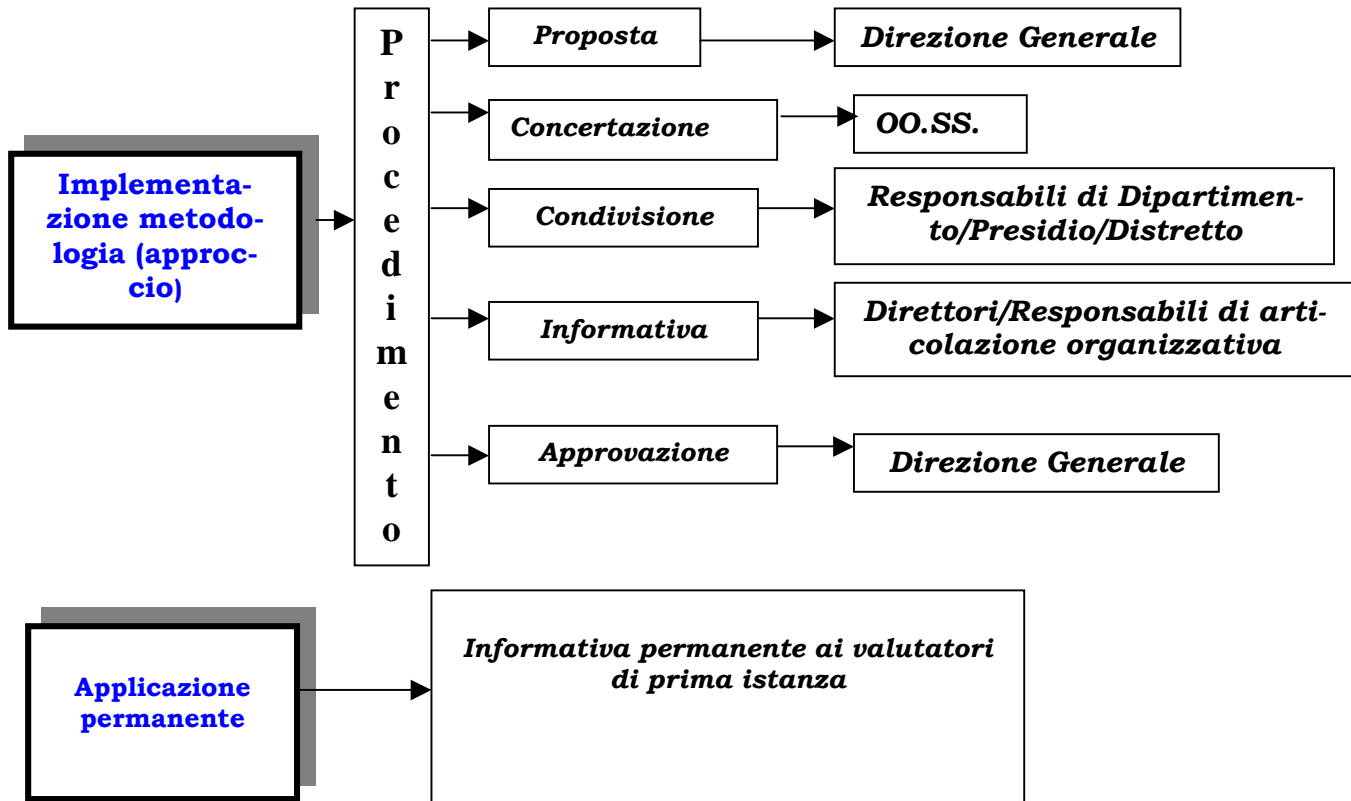 Implementa-
zione metodo-
logia (approc-
cio)
Procedimento
Proposta
Direzione Generale
Concertazione
OO.SS.
Condivisione
Responsabili di Dipartimen-
to/Presidio/Distretto
Informativa
Direttori/Responsabili di arti-
colazione organizzativa
Approvazione
Direzione Generale
Applicazione
permanente
Informativa permanente ai valutatori
di prima istanza